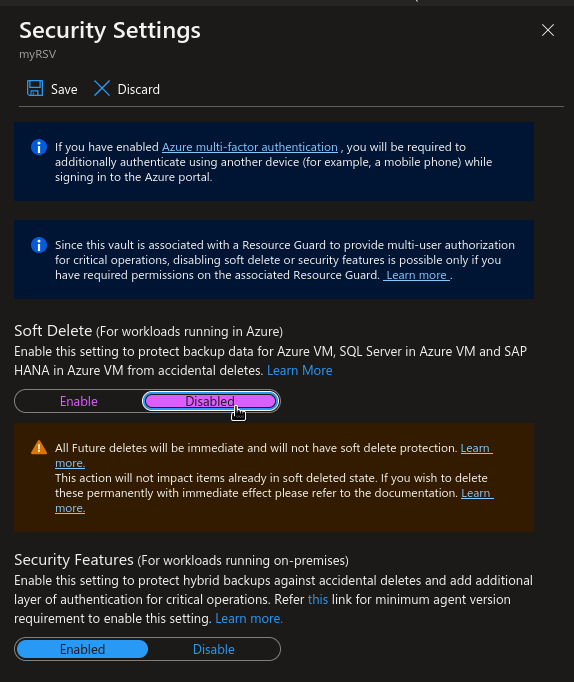 Security Settings
myRSV
Save Discard
If you have enabled Azure multi-factor authentication , you will be required to
additionally authenticate using another device (for example, a mobile phone) while
signing in to the Azure portal.
Since this vault is associated with a Resource Guard to provide multi-user authorization
for critical operations, disabling soft delete or security features is possible only if you
have required permissions on the associated Resource Guard. Learn more .
Soft Delete (For workloads running in Azure)
Enable this setting to protect backup data for Azure VM, SQL Server in Azure VM and SAP
HANA in Azure VM from accidental deletes. Learn More
Enable Disabled
All Future deletes will be immediate and will not have soft delete protection. Learn
more.
This action will not impact items already in soft deleted state. If you wish to delete
these permanently with immediate effect please refer to the documentation. Learn
more.
Security Features (For workloads running on-premises)
Enable this setting to protect hybrid backups against accidental deletes and add additional
layer of authentication for critical operations. Refer this link for minimum agent version
requirement to enable this setting. Learn more.
Enabled Disable